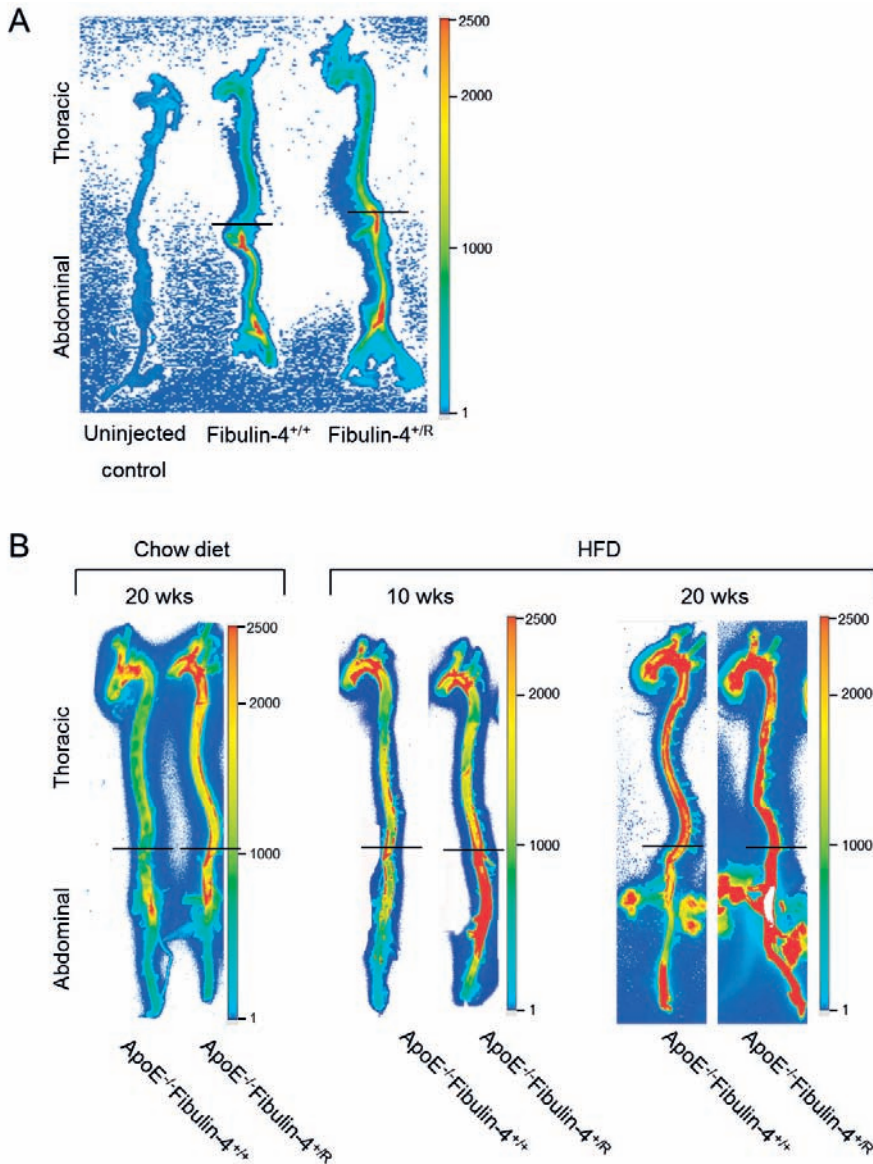 A
Thoracic
Abdominal
2500
2000
1000
1
Uninjected
control
Fibulin-4+/+
Fibulin-4+/R
B
Chow diet
HFD
20 wks
10 wks
20 wks
Thoracic
Abdominal
2500
2000
1000
1
2500
2000
1000
1
2500
2000
1000
1
ApoE-/-Fibulin-4+/+
ApoE-/-Fibulin-4+/R
ApoE-/-Fibulin-4+/+
ApoE-/-Fibulin-4+/R
ApoE-/-Fibulin-4+/+
ApoE-/-Fibulin-4+/R